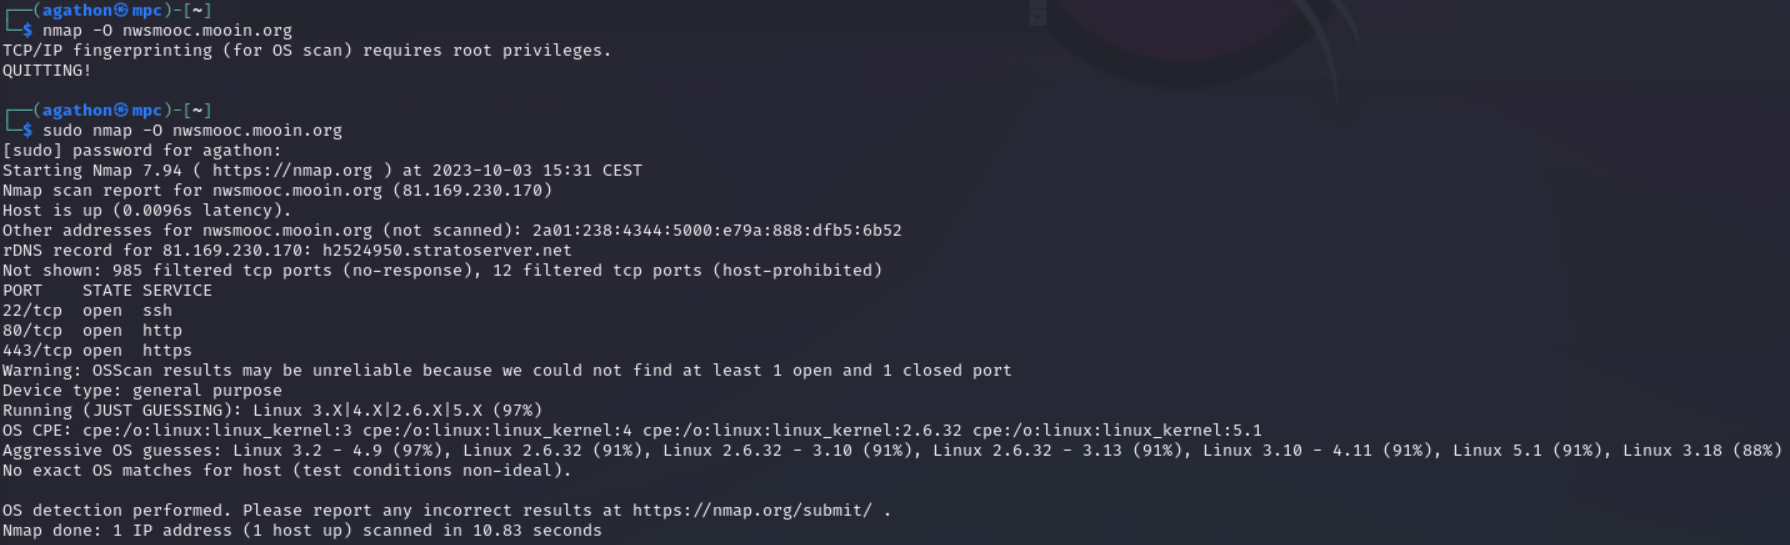 ┌──(agathon㉿mpc)-[~]
└─$ nmap -O nwsmooc.mooin.org
TCP/IP fingerprinting (for OS scan) requires root privileges.
QUITTING!
┌──(agathon㉿mpc)-[~]
└─$ sudo nmap -O nwsmooc.mooin.org
[sudo] password for agathon:
Starting Nmap 7.94 ( https://nmap.org ) at 2023-10-03 15:31 CEST
Nmap scan report for nwsmooc.mooin.org (81.169.230.170)
Host is up (0.0096s latency).
Other addresses for nwsmooc.mooin.org (not scanned): 2a01:238:4344:5000:e79a:888:dfb5:6b52
rDNS record for 81.169.230.170: h2524950.stratoserver.net
Not shown: 985 filtered tcp ports (no-response), 12 filtered tcp ports (host-prohibited)
PORT    STATE SERVICE
22/tcp  open  ssh
80/tcp  open  http
443/tcp open  https
Warning: OSScan results may be unreliable because we could not find at least 1 open and 1 closed port
Device type: general purpose
Running (JUST GUESSING): Linux 3.X|4.X|2.6.X|5.X (97%)
OS CPE: cpe:/o:linux:linux_kernel:3 cpe:/o:linux:linux_kernel:4 cpe:/o:linux:linux_kernel:2.6.32 cpe:/o:linux:linux_kernel:5.1
Aggressive OS guesses: Linux 3.2 - 4.9 (97%), Linux 2.6.32 (91%), Linux 2.6.32 - 3.10 (91%), Linux 2.6.32 - 3.13 (91%), Linux 3.10 - 4.11 (91%), Linux 5.1 (91%), Linux 3.18 (88%)
No exact OS matches for host (test conditions non-ideal).
OS detection performed. Please report any incorrect results at https://nmap.org/submit/ .
Nmap done: 1 IP address (1 host up) scanned in 10.83 seconds